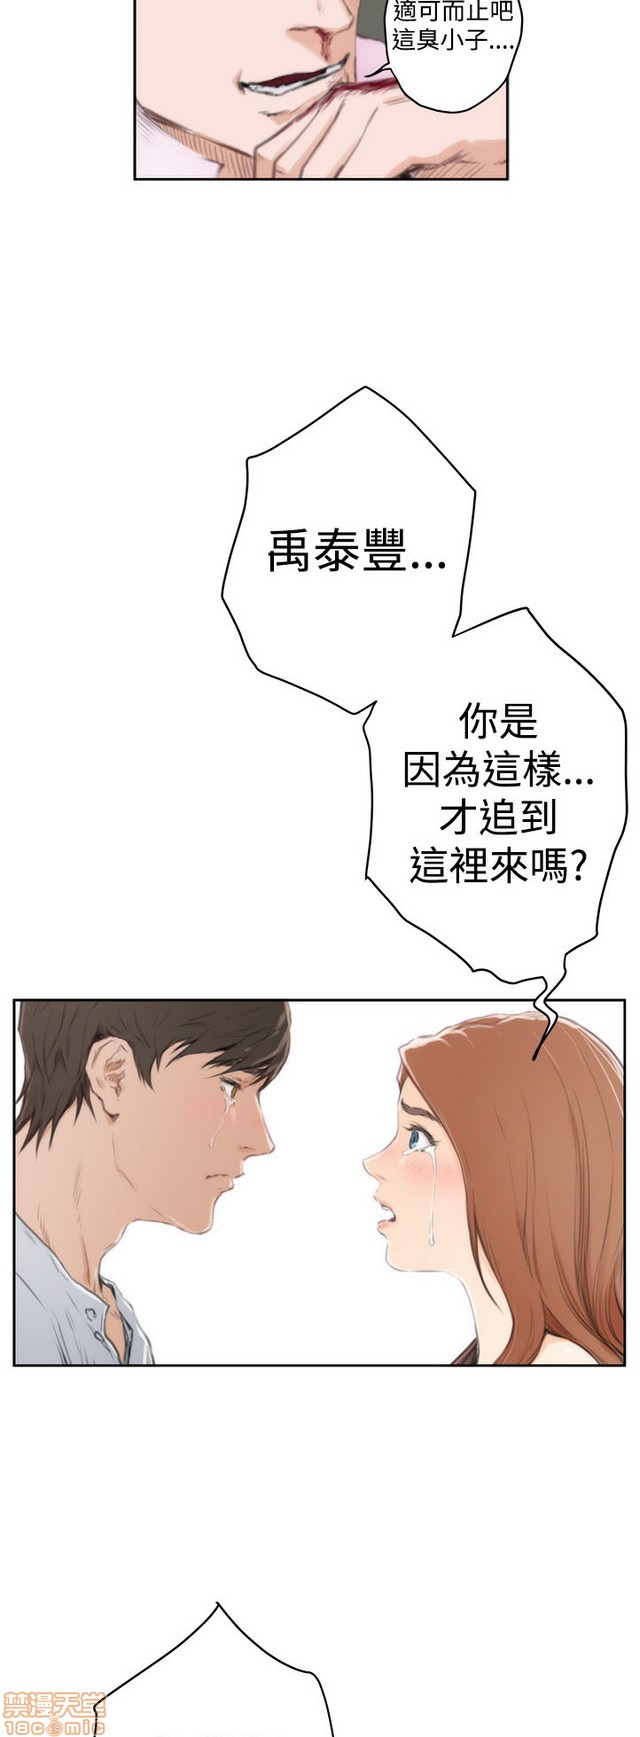 適可而止吧
這臭小子....
禹泰豐...
你是
因為這樣...
才追到
這裡來嗎?
禁漫天堂
18comic